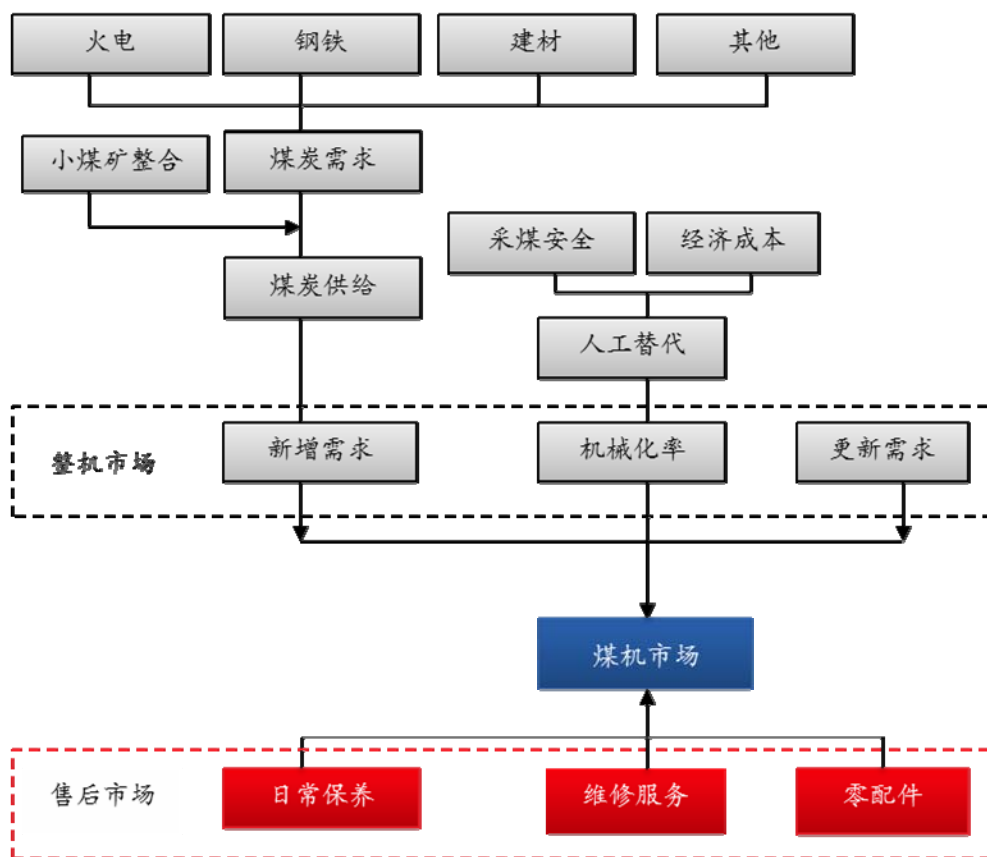 火电
钢铁
建材
其他
小煤矿整合
煤炭需求
采煤安全
经济成本
煤炭供给
人工替代
整机市场
新增需求
机械化率
更新需求
煤机市场
售后市场
日常保养
维修服务
零配件